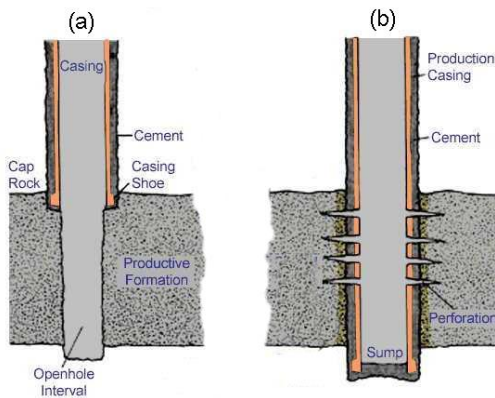 (a)
Casing
Cement
Cap
Rock
Casing
Shoe
Productive
Formation
Openhole
Interval
(b)
Production
Casing
Cement
Perforation
Sump